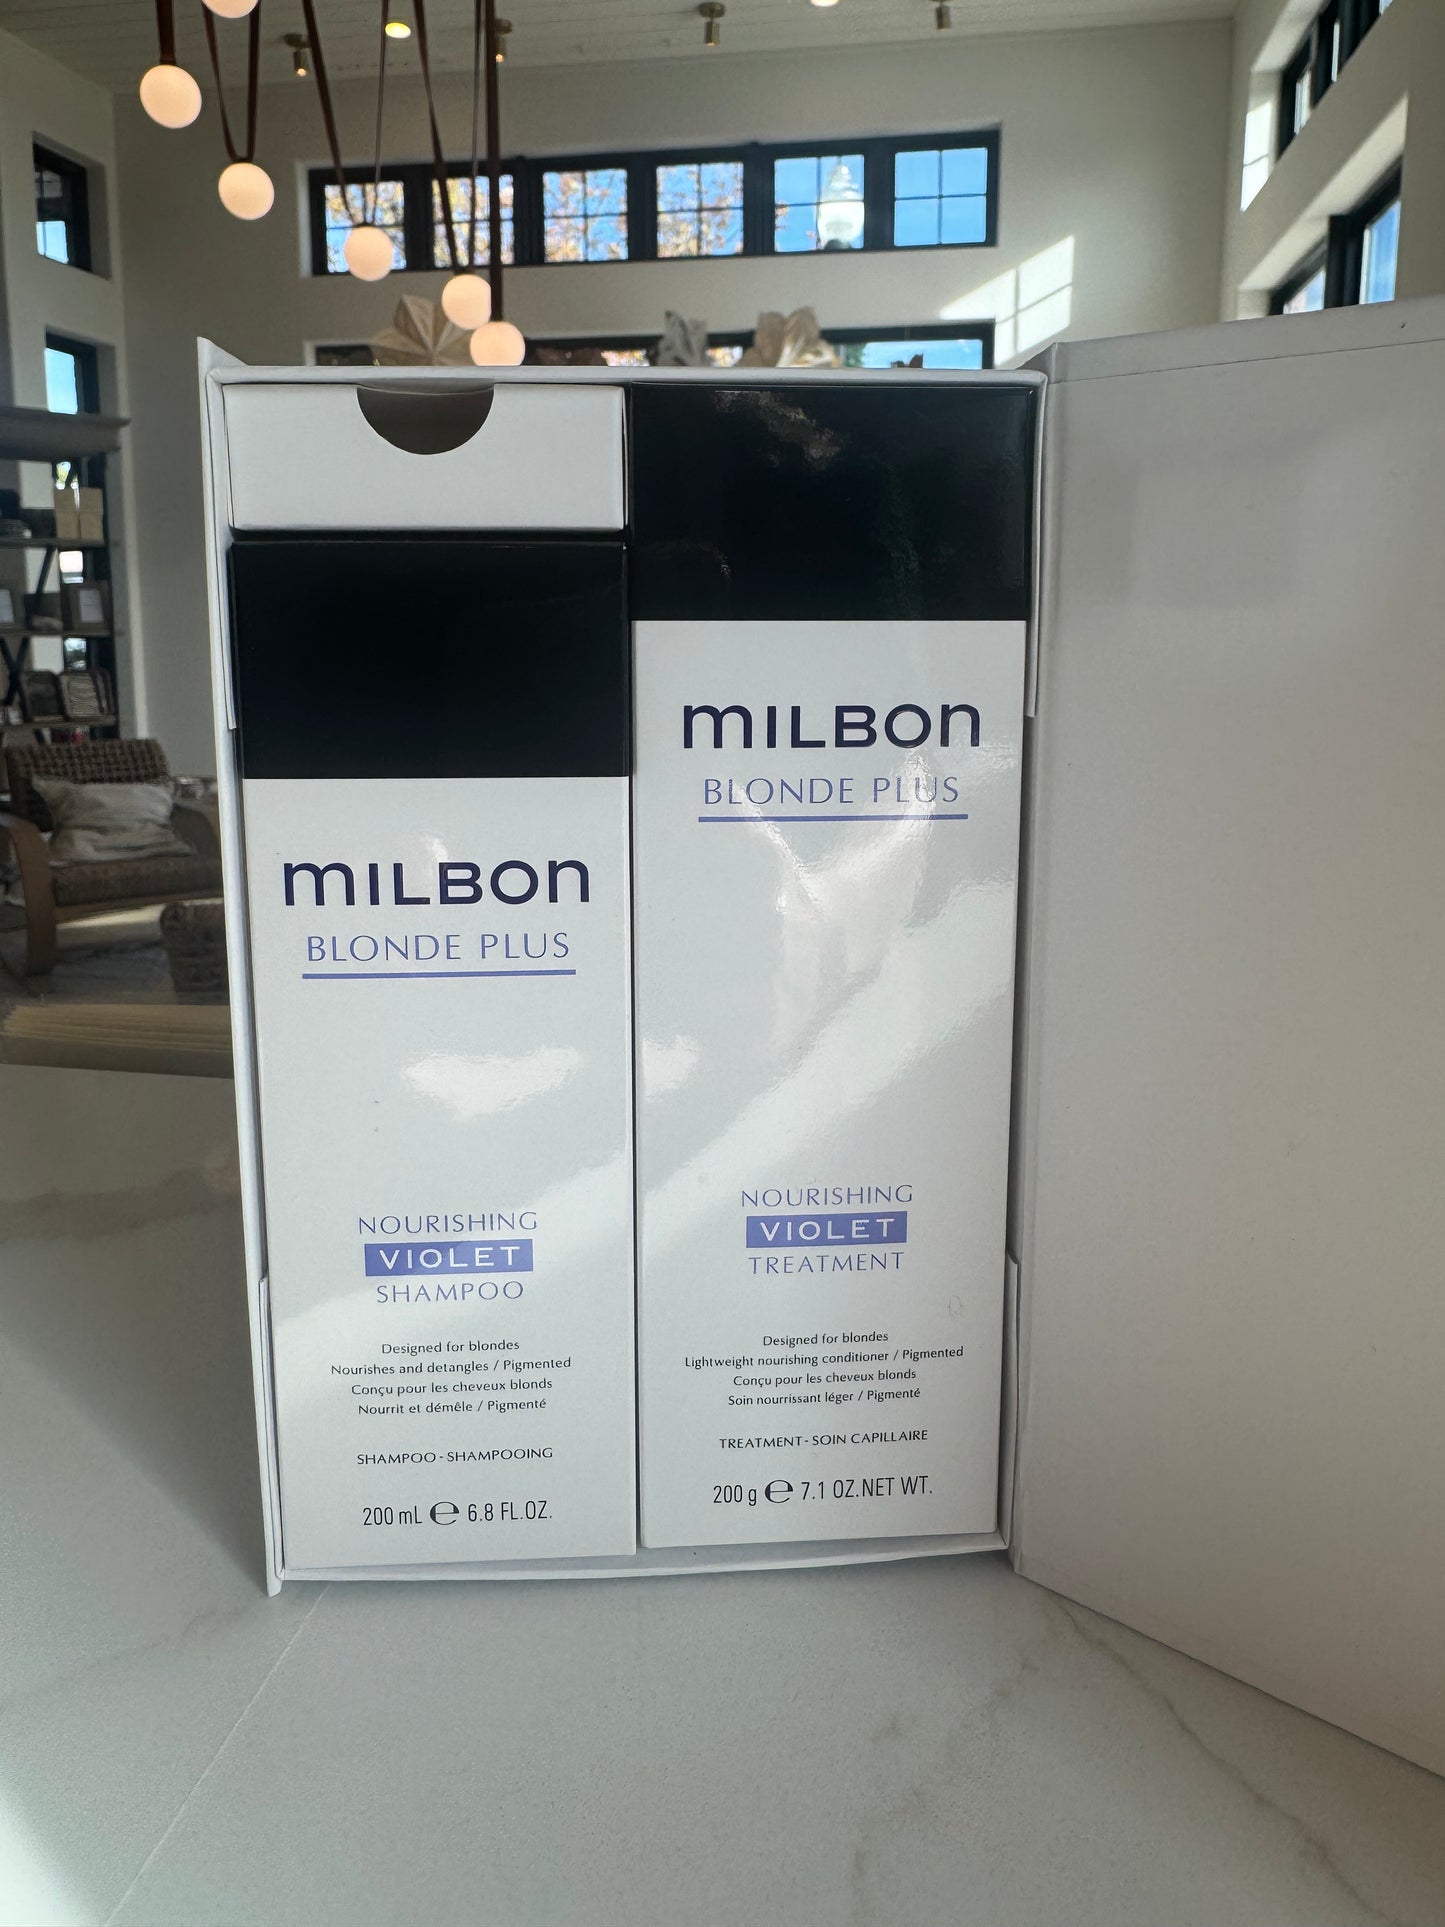 mILBon
BLONDE PLUS
NOURISHING
VIOLET
SHAMPOO
Designed for blondes
Nourishes and detangles / Pigmented
Conçu pour les cheveux blonds
Nourrit et démêle / Pigmenté
SHAMPOO - SHAMPOOING
200 mL ℮ 6.8 FL.OZ.
mILBon
BLONDE PLUS
NOURISHING
VIOLET
TREATMENT
Designed for blondes
Lightweight nourishing conditioner / Pigmented
Conçu pour les cheveux blonds
Soin nourrissant léger / Pigmenté
TREATMENT - SOIN CAPILLAIRE
200 g ℮ 7.1 OZ.NET WT.